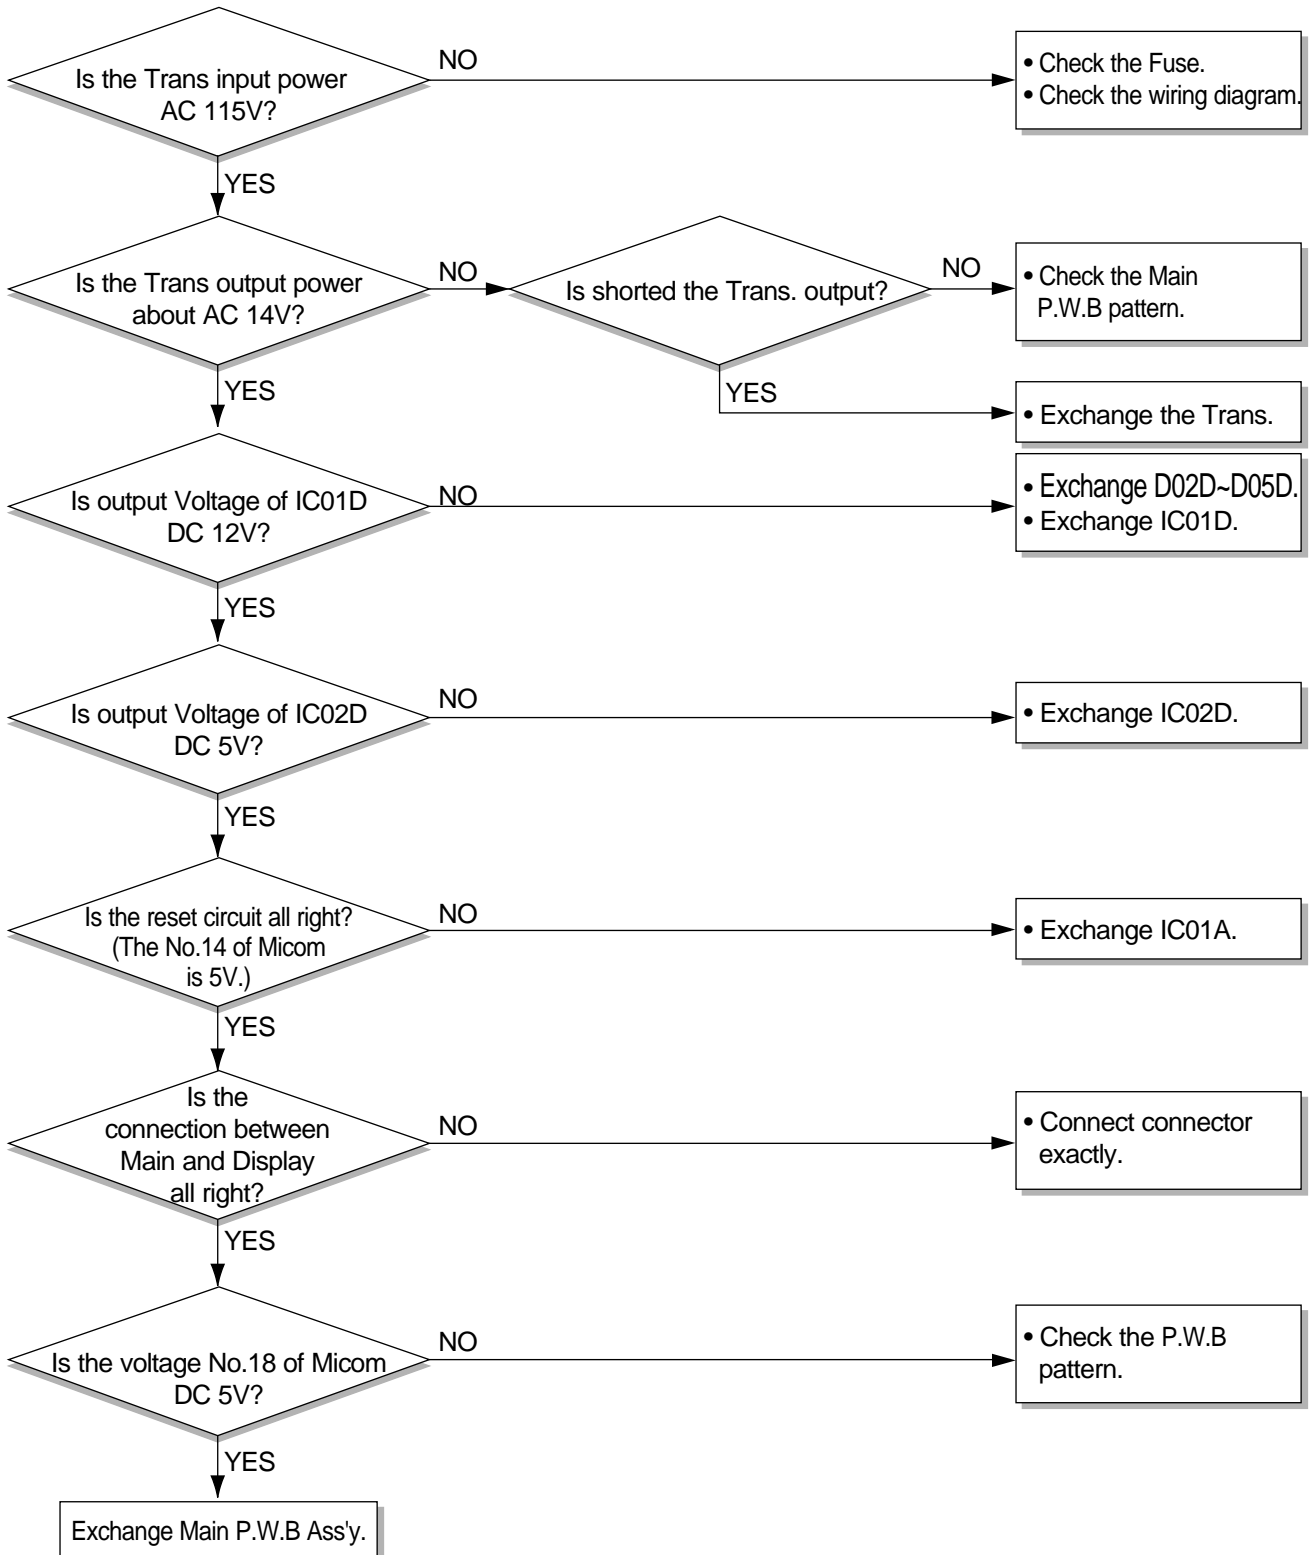 Is the Trans input power
AC 115V?
NO
• Check the Fuse.
• Check the wiring diagram.
YES
Is the Trans output power
about AC 14V?
NO
Is shorted the Trans. output?
NO
• Check the Main
P.W.B pattern.
YES
YES
• Exchange the Trans.
Is output Voltage of IC01D
DC 12V?
NO
• Exchange D02D~D05D.
• Exchange IC01D.
YES
Is output Voltage of IC02D
DC 5V?
NO
• Exchange IC02D.
YES
Is the reset circuit all right?
(The No.14 of Micom
is 5V.)
NO
• Exchange IC01A.
YES
Is the
connection between
Main and Display
all right?
NO
• Connect connector
exactly.
YES
Is the voltage No.18 of Micom
DC 5V?
NO
• Check the P.W.B
pattern.
YES
Exchange Main P.W.B Ass'y.